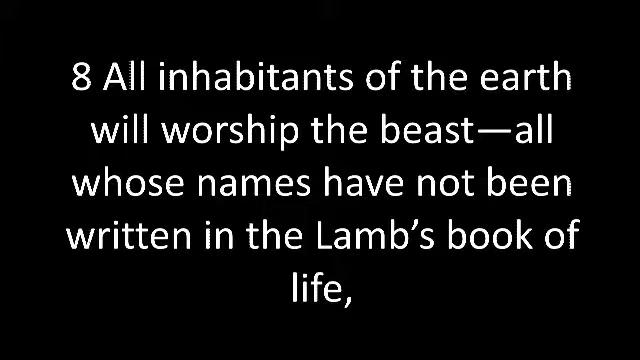 8 All inhabitants of the earth
will worship the beast—all
whose names have not been
written in the Lamb’s book of
life,